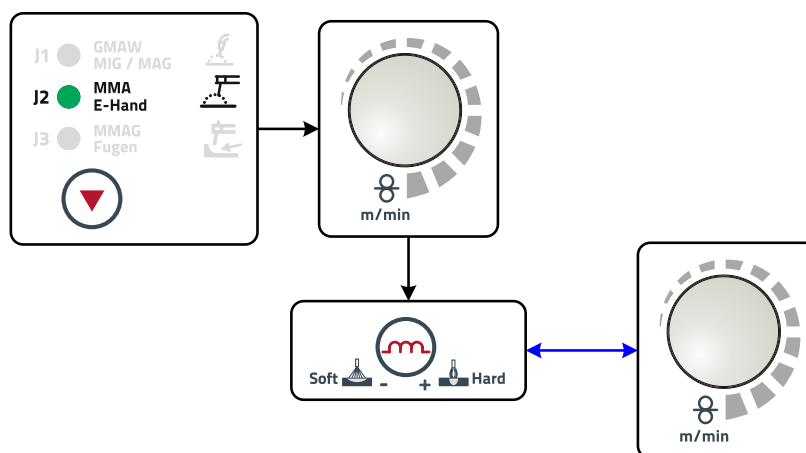 J1 GMAW
MIG / MAG
J2 MMA
E-Hand
J3 MMAG
Fugen
m/min
Soft - + Hard
m/min